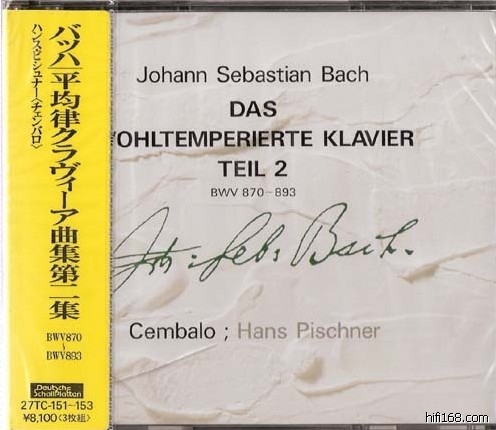 バッハ/平均律クラヴィーア曲集第二集
ハンス・ピシュナー〈チェンバロ〉
BWV870
~
BWV893
Deutsche
Schallplatten
27TC-151~153
¥8,100〈3枚組〉
Johann Sebastian Bach
DAS
OHLTEMPERIERTE KLAVIER
TEIL 2
BWV 870-893
Joh: Seb: Bach.
Cembalo ; Hans Pischner
hifi168.com